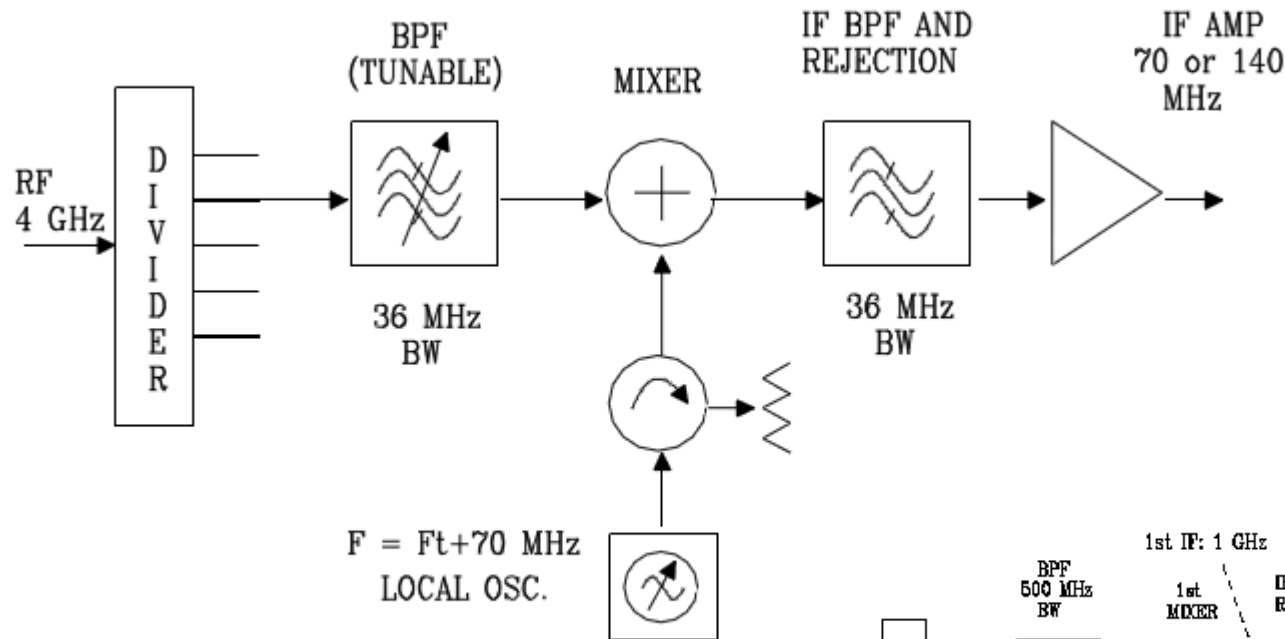 BPF
(TUNABLE)
MIXER
IF BPF AND
REJECTION
IF AMP
70 or 140
MHz
RF
4 GHz
DIVIDER
36 MHz
BW
36 MHz
BW
F = Ft+70 MHz
LOCAL OSC.
1st IF: 1 GHz
BPF
500 MHz
BW
1st
MIXER